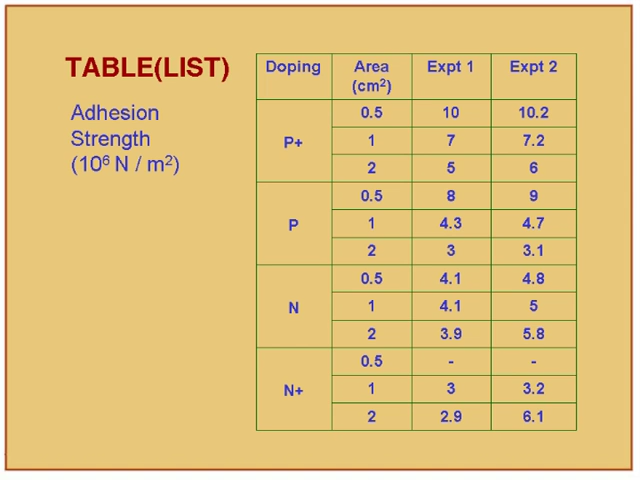 TABLE(LIST)
Adhesion
Strength
(10⁶ N / m²)
Doping Area (cm²) Expt 1 Expt 2
P+ 0.5 10 10.2
1 7 7.2
2 5 6
P 0.5 8 9
1 4.3 4.7
2 3 3.1
N 0.5 4.1 4.8
1 4.1 5
2 3.9 5.8
N+ 0.5 - -
1 3 3.2
2 2.9 6.1